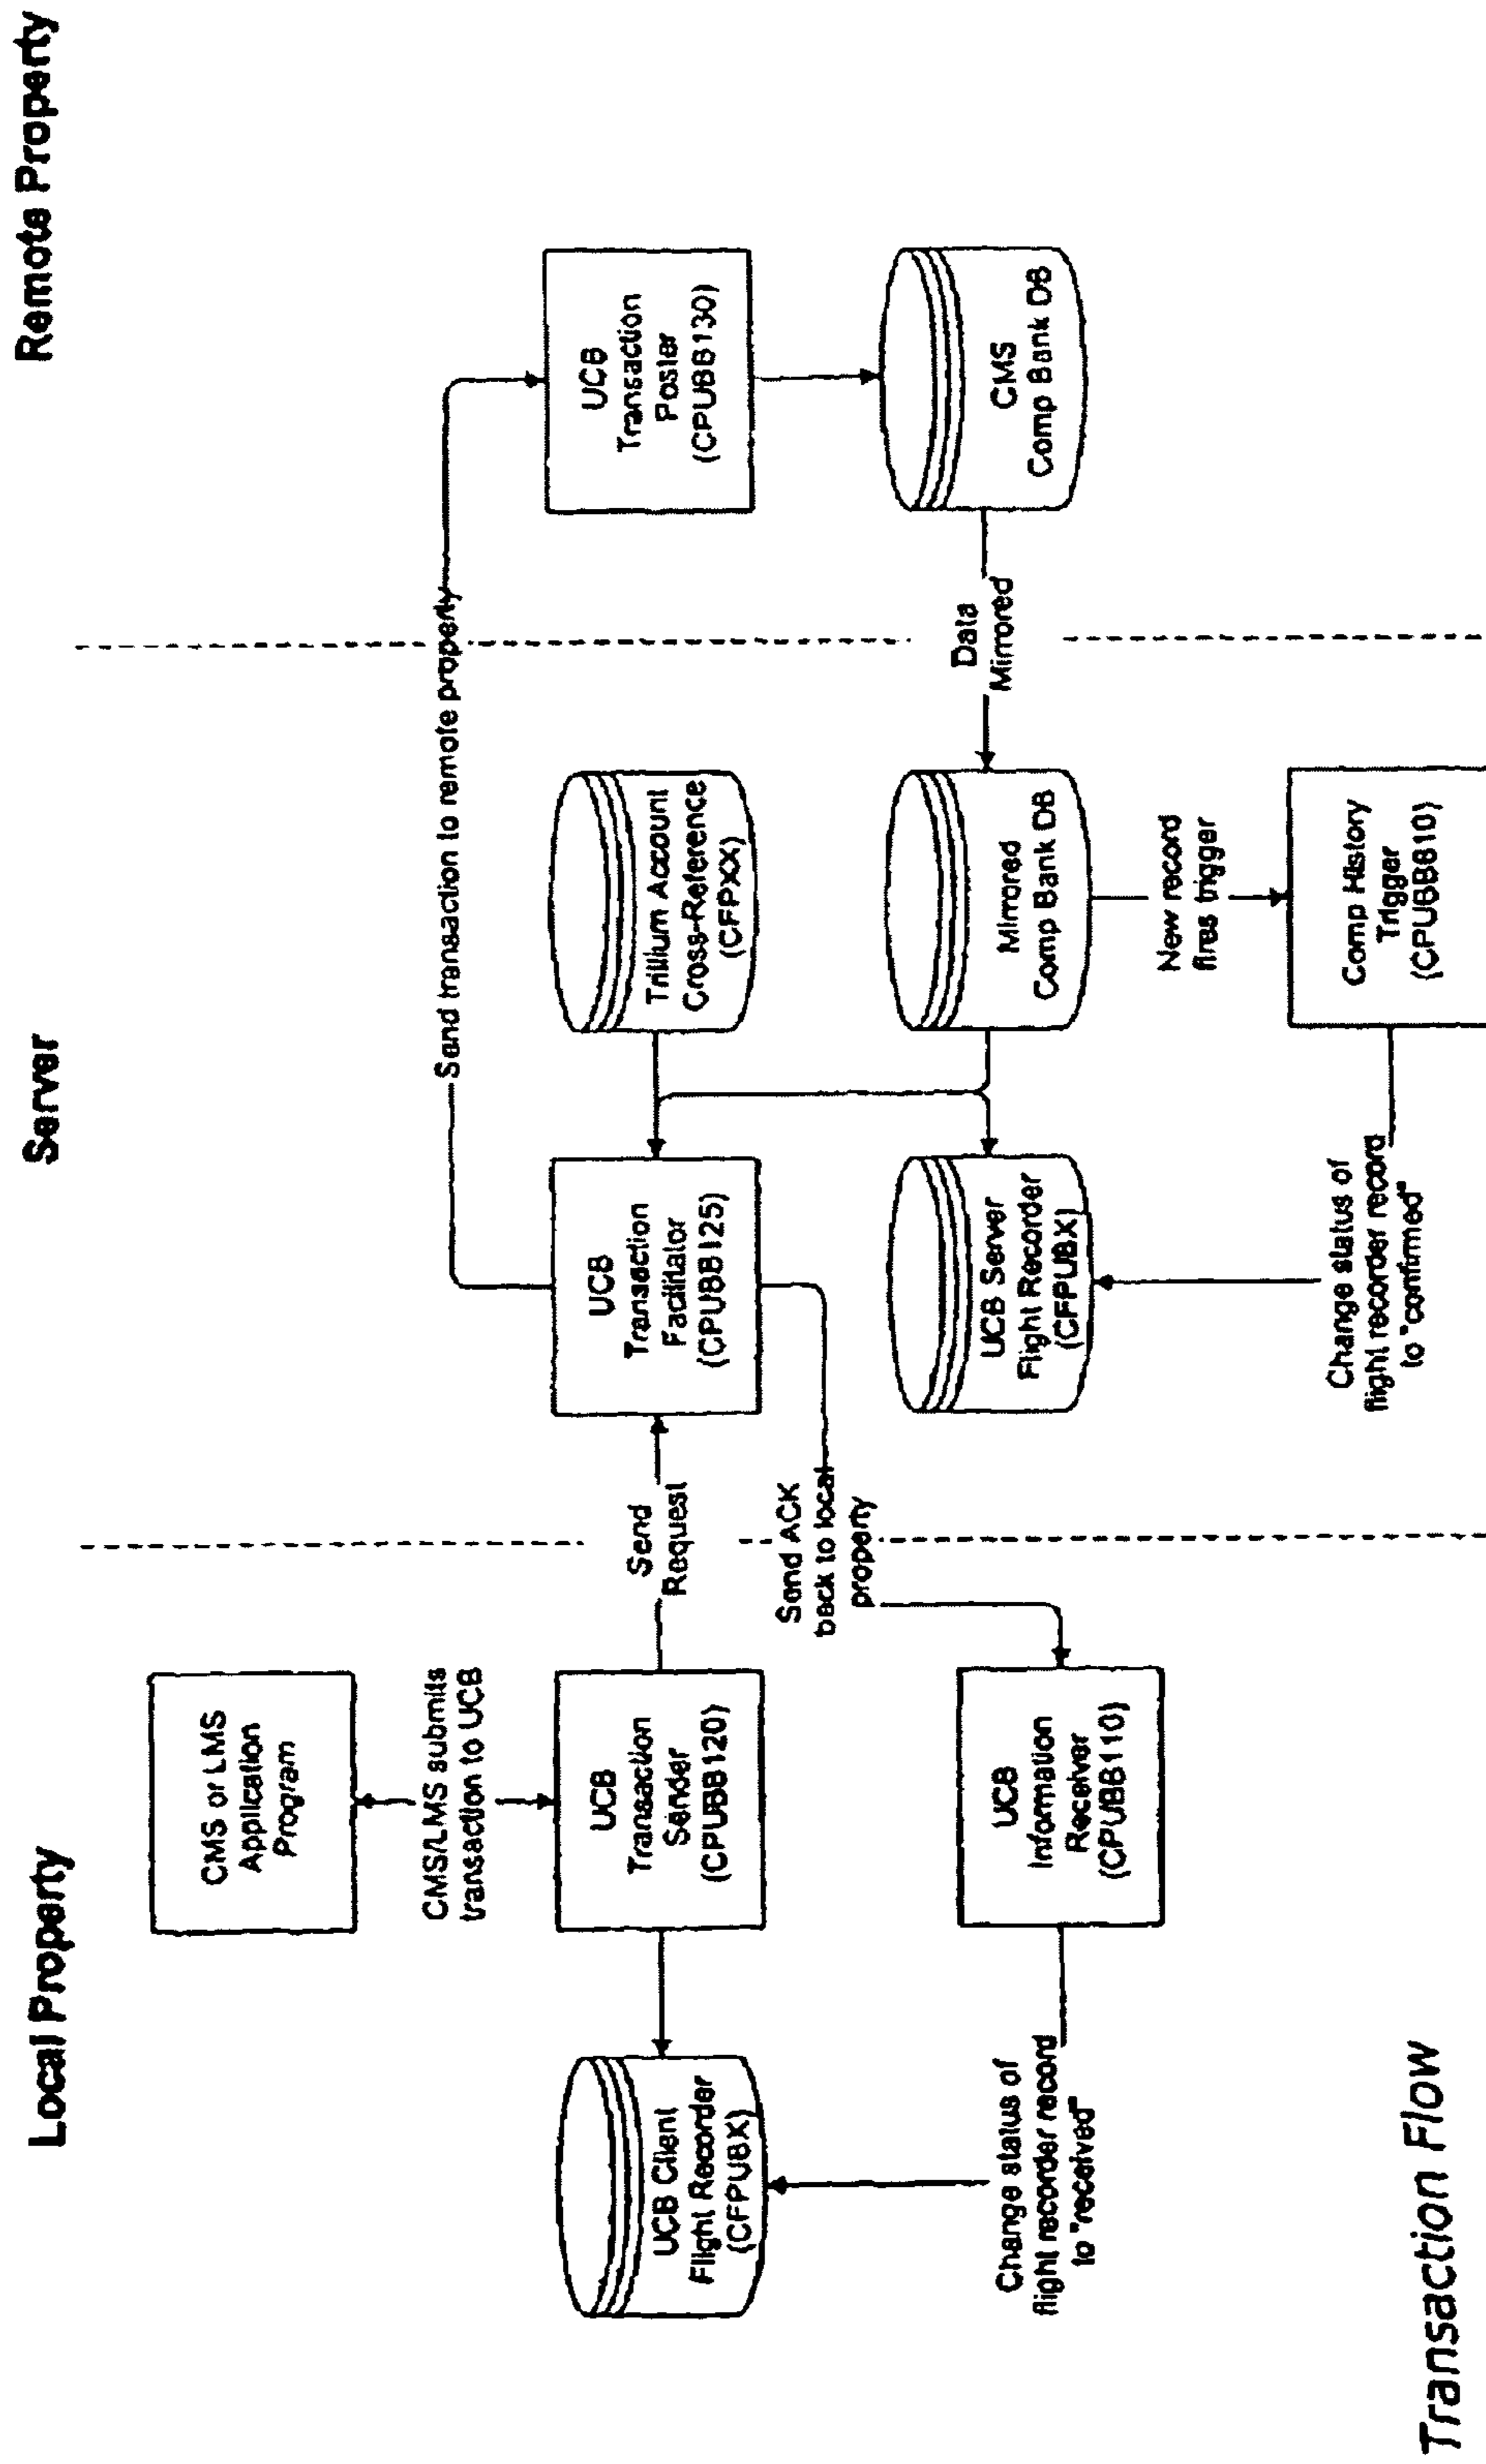 Local Property
Server
Remote Property
CMS or LMS
Application
Program
CMS/LMS submits
transaction to UCB
UCB
Transaction
Sender
(CPUBB120)
UCB Client
Flight Recorder
(CFPUBX)
Change status of
flight recorder record
to "received"
UCB
Information
Receiver
(CPUBB110)
Send
Request
Send ACK
back to local
property
UCB
Transaction
Facilitator
(CPUBB125)
Send transaction to remote property
Trillium Account
Cross-Reference
(CFPXX)
UCB Server
Flight Recorder
(CFPUBX)
Mirrored
Comp Bank DB
Data
Mirrored
New record
fires trigger
Comp History
Trigger
(CPUBB810)
Change status of
flight recorder record
to "confirmed"
UCB
Transaction
Poster
(CPUBB130)
CMS
Comp Bank DB
Transaction Flow